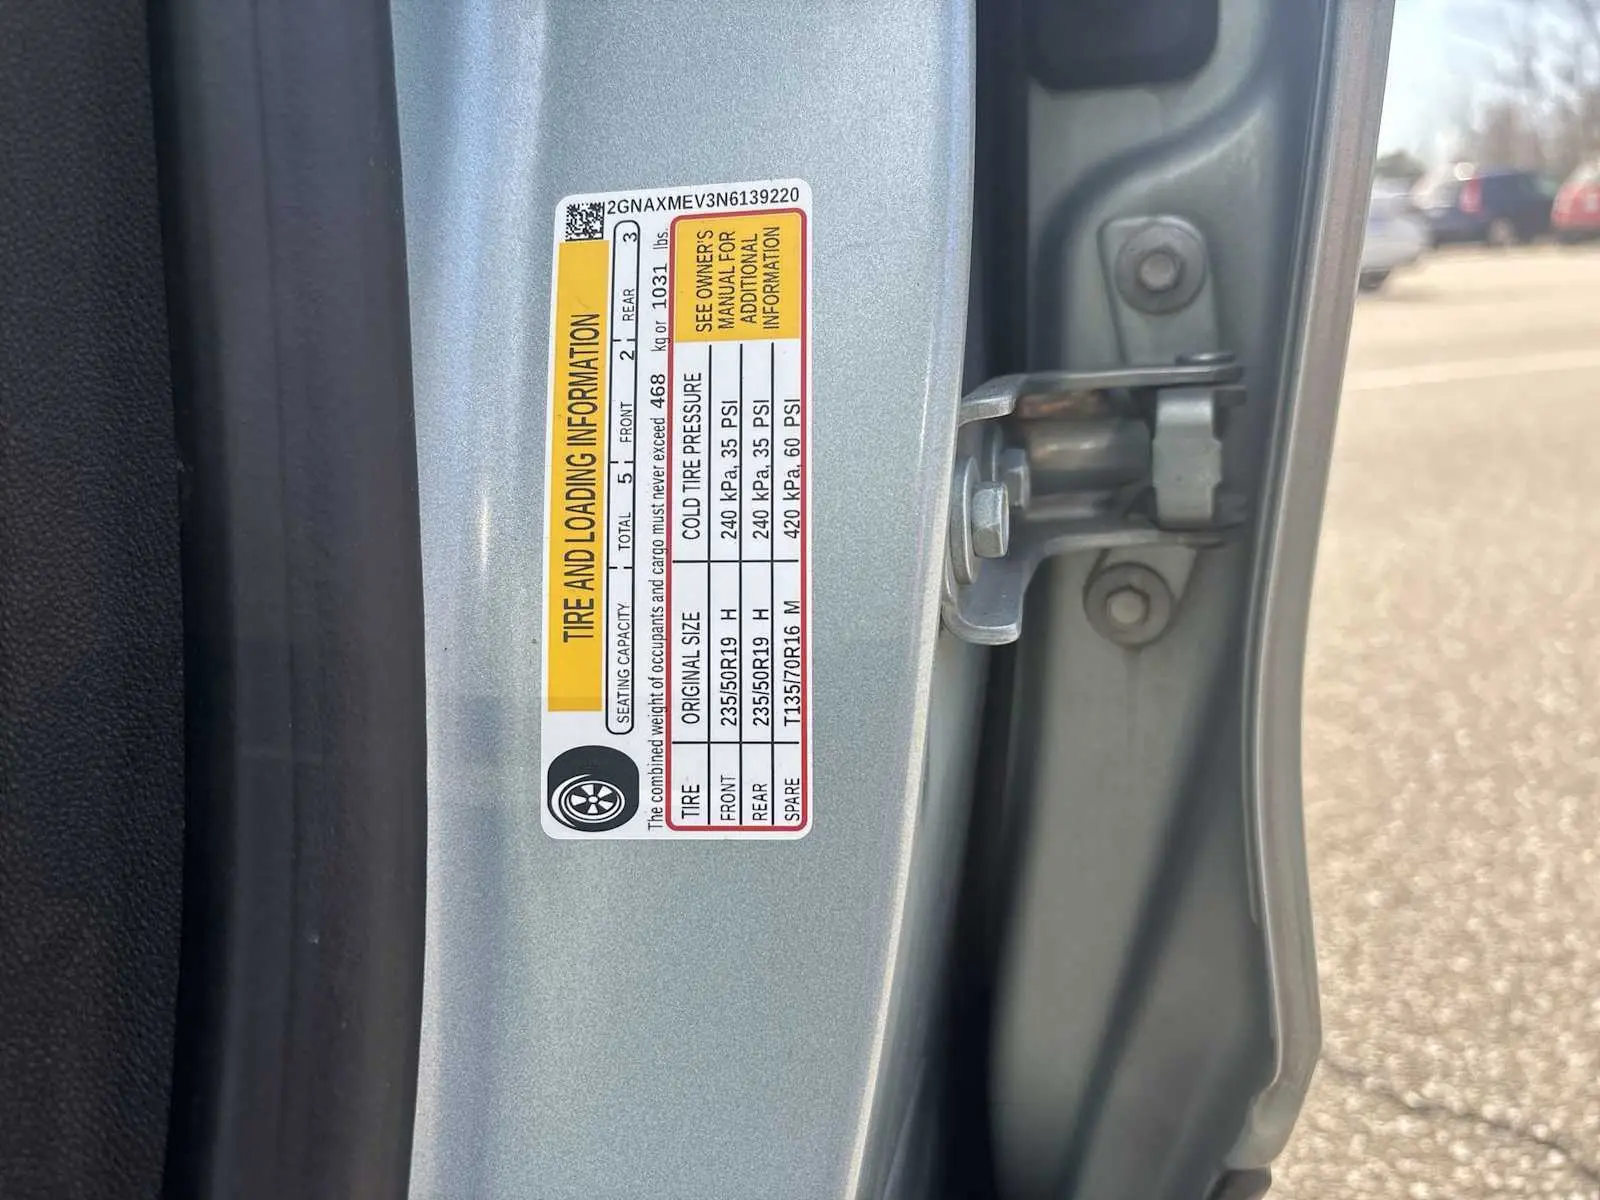 2GNAXMEV3N6139220
TIRE AND LOADING INFORMATION
SEATING CAPACITY TOTAL 5 FRONT 2 REAR 3
The combined weight of occupants and cargo must never exceed 468 kg or 1031 lbs.
TIRE ORIGINAL SIZE COLD TIRE PRESSURE
FRONT 235/50R19 H 240 kPa, 35 PSI
REAR 235/50R19 H 240 kPa, 35 PSI
SPARE T135/70R16 M 420 kPa, 60 PSI
SEE OWNER'S
MANUAL FOR
ADDITIONAL
INFORMATION